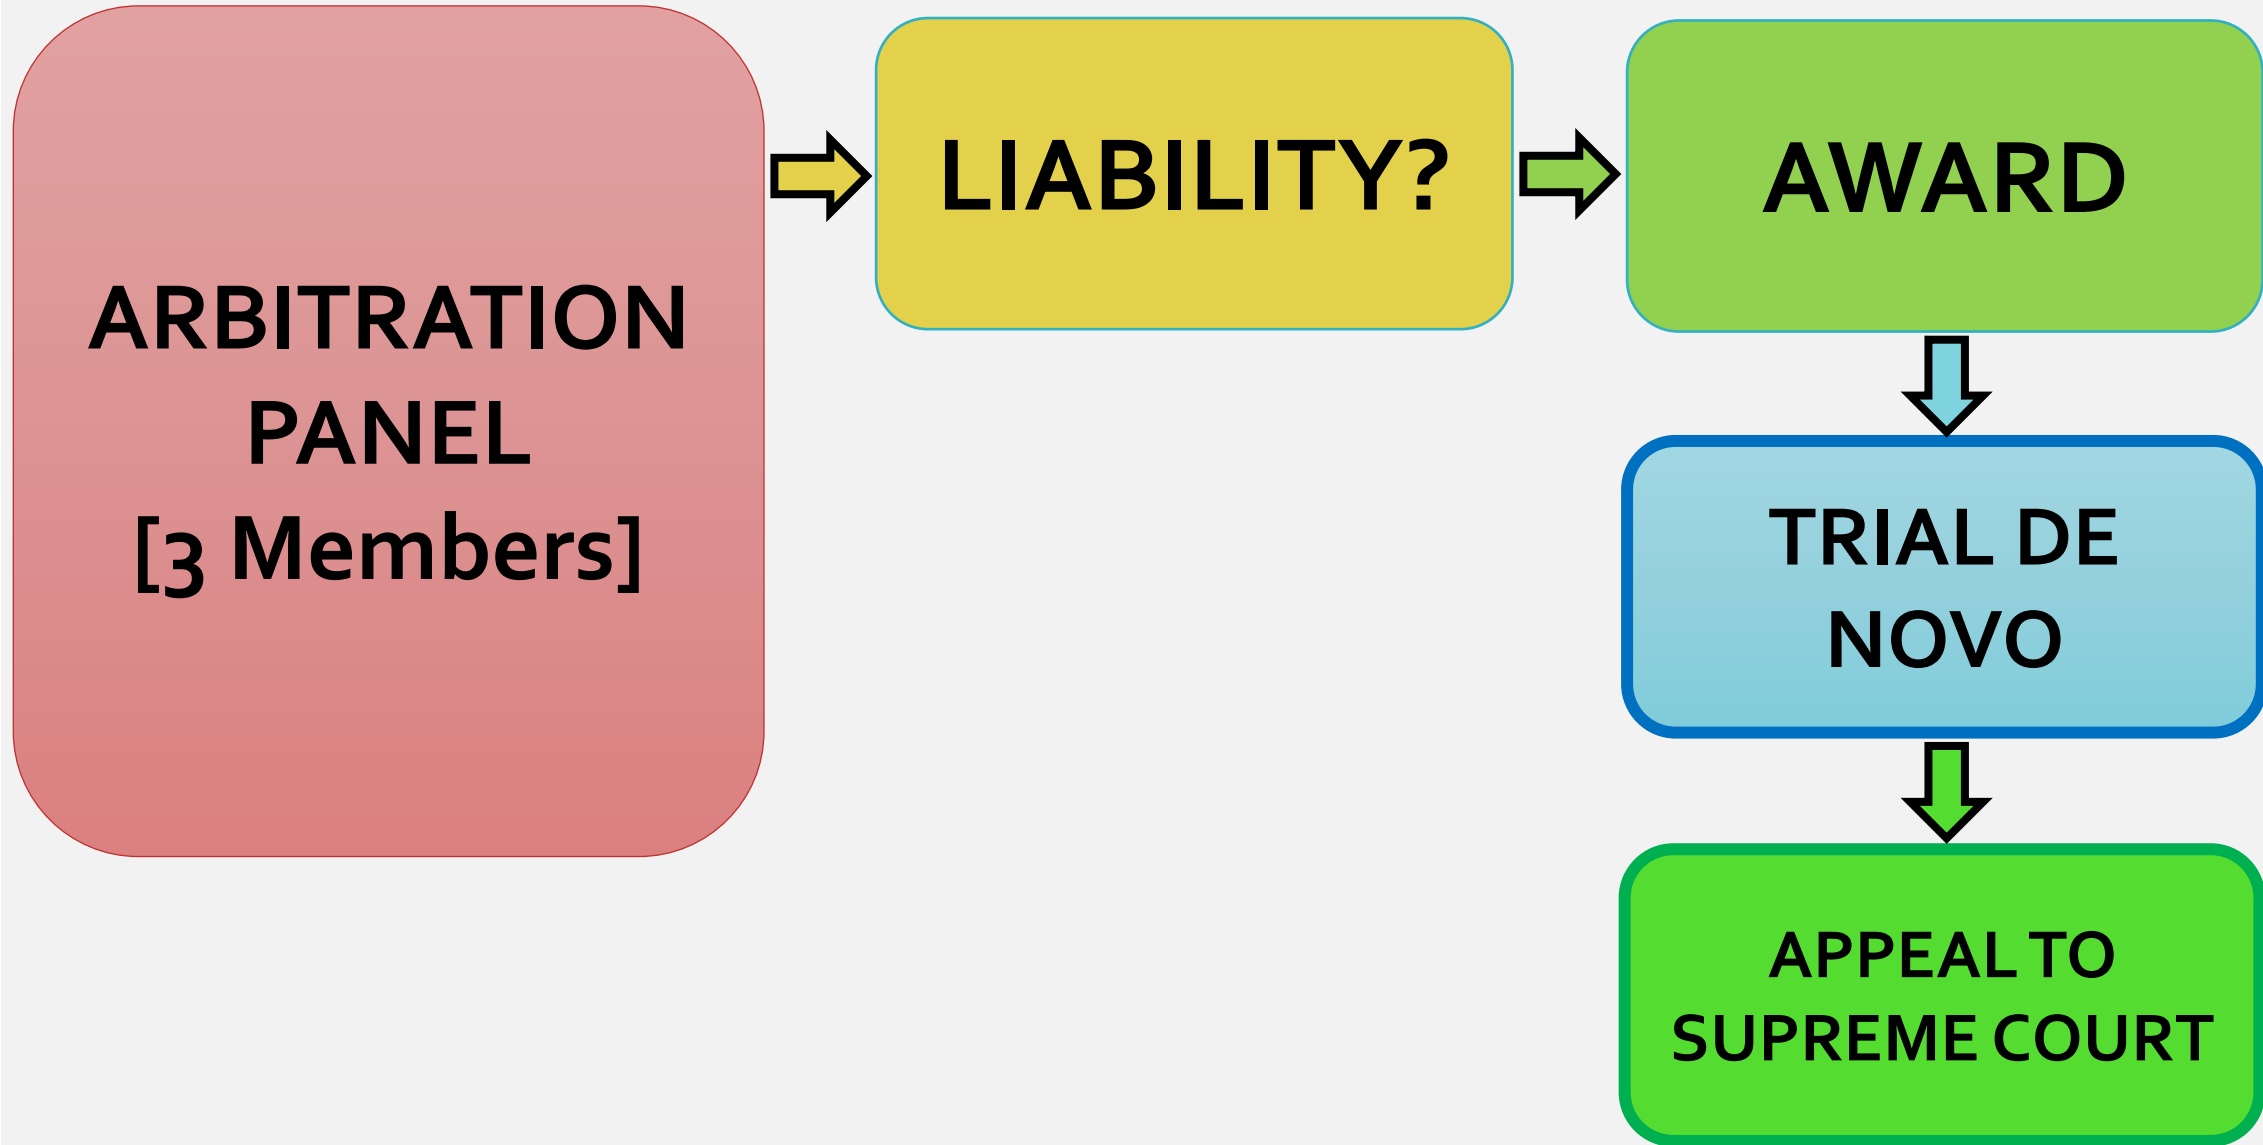 ARBITRATION
PANEL
[3 Members]
LIABILITY?
AWARD
TRIAL DE
NOVO
APPEAL TO
SUPREME COURT